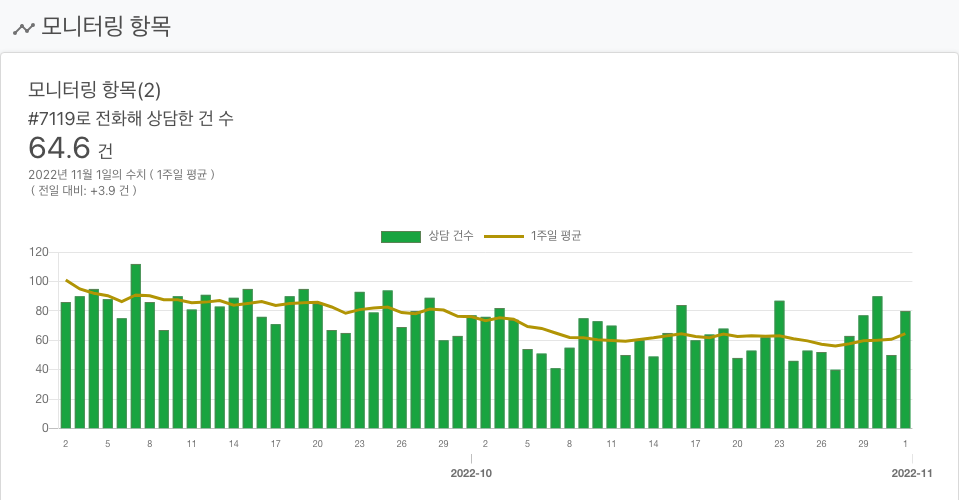 모니터링 항목
모니터링 항목(2)
#7119로 전화해 상담한 건 수
64.6 건
2022년 11월 1일의 수치 ( 1주일 평균 )
( 전일 대비: +3.9 건 )
상담 건수 1주일 평균
120
100
80
60
40
20
0
2 5 8 11 14 17 20 23 26 29 2 5 8 11 14 17 20 23 26 29 1
2022-10 2022-11